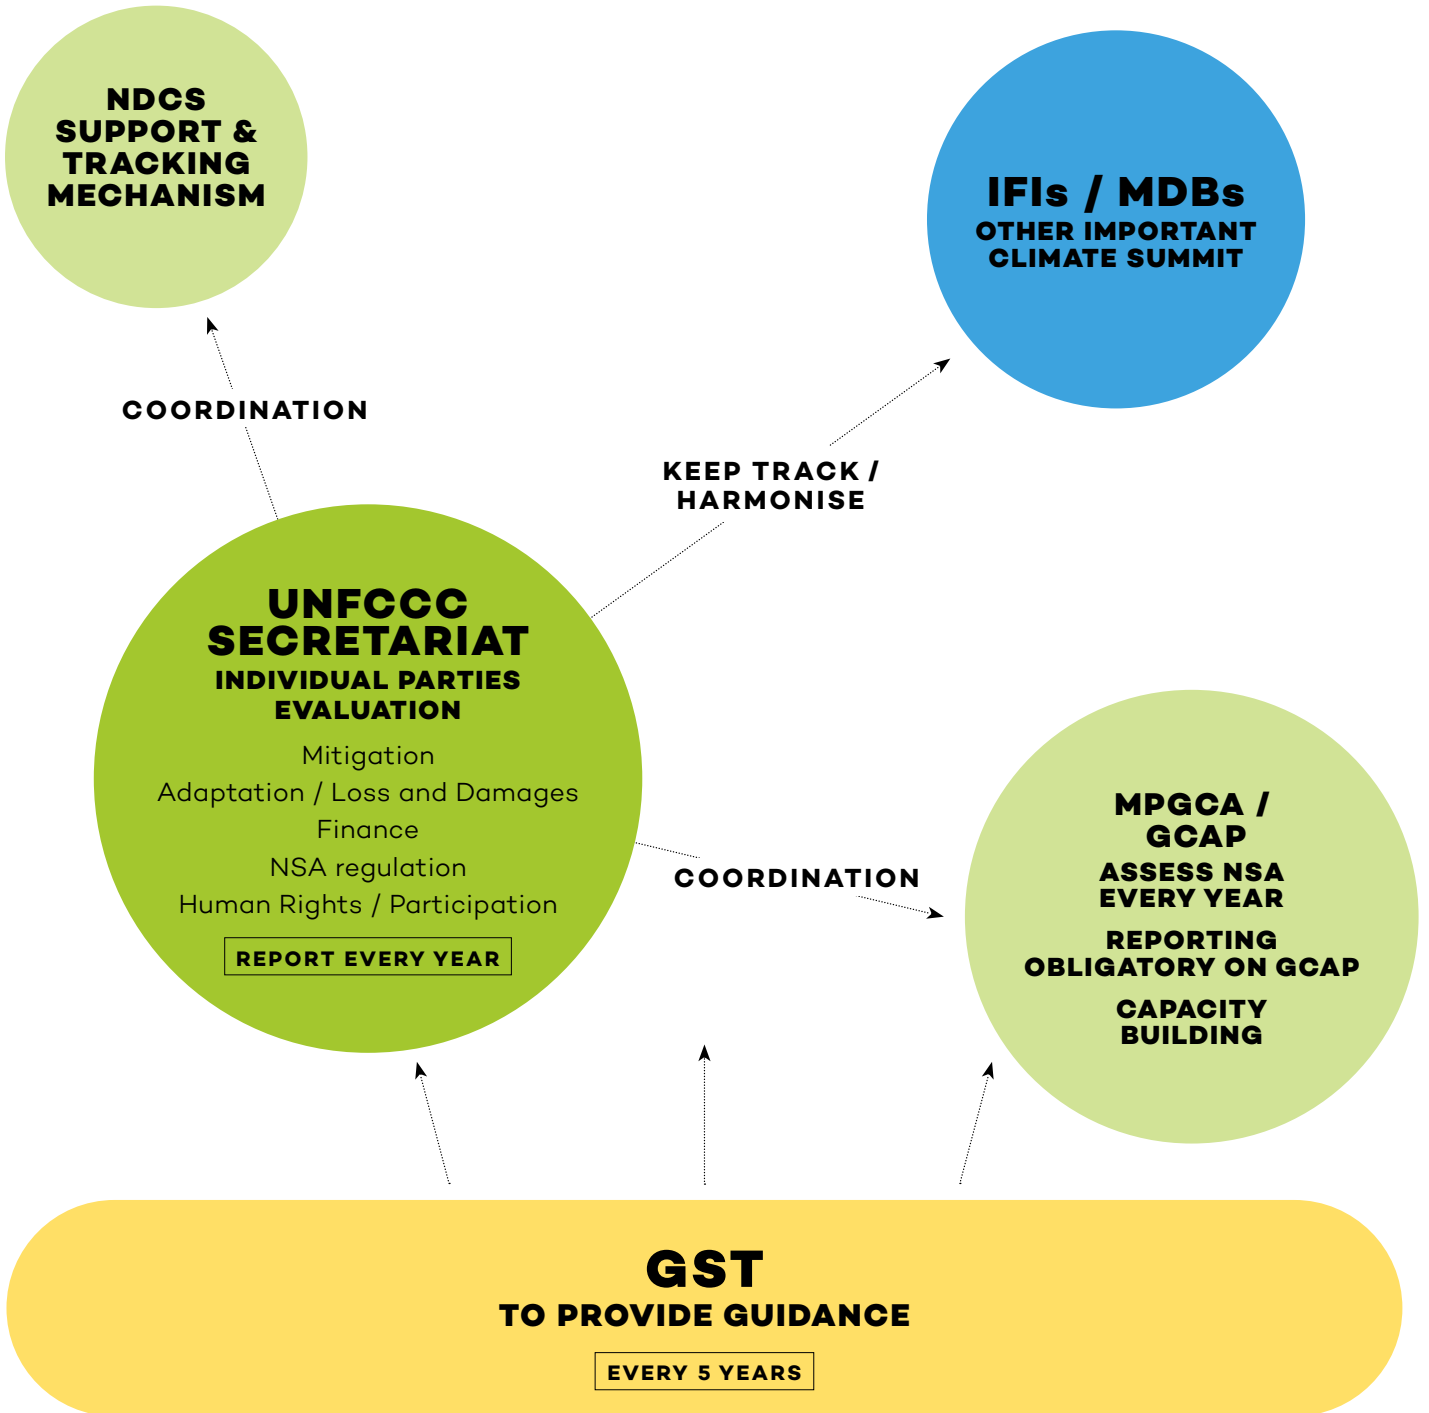 NDCS
SUPPORT &
TRACKING
MECHANISM
IFIs / MDBs
OTHER IMPORTANT
CLIMATE SUMMIT
COORDINATION
KEEP TRACK /
HARMONISE
UNFCCC
SECRETARIAT
INDIVIDUAL PARTIES
EVALUATION
Mitigation
Adaptation / Loss and Damages
Finance
NSA regulation
Human Rights / Participation
REPORT EVERY YEAR
COORDINATION
MPGCA /
GCAP
ASSESS NSA
EVERY YEAR
REPORTING
OBLIGATORY ON GCAP
CAPACITY
BUILDING
GST
TO PROVIDE GUIDANCE
EVERY 5 YEARS